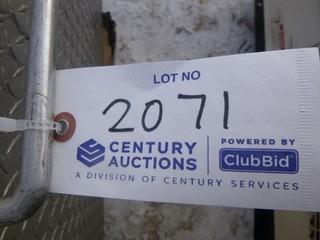 LOT NO
2071
CENTURY AUCTIONS
POWERED BY
ClubBid
A DIVISION OF CENTURY SERVICES